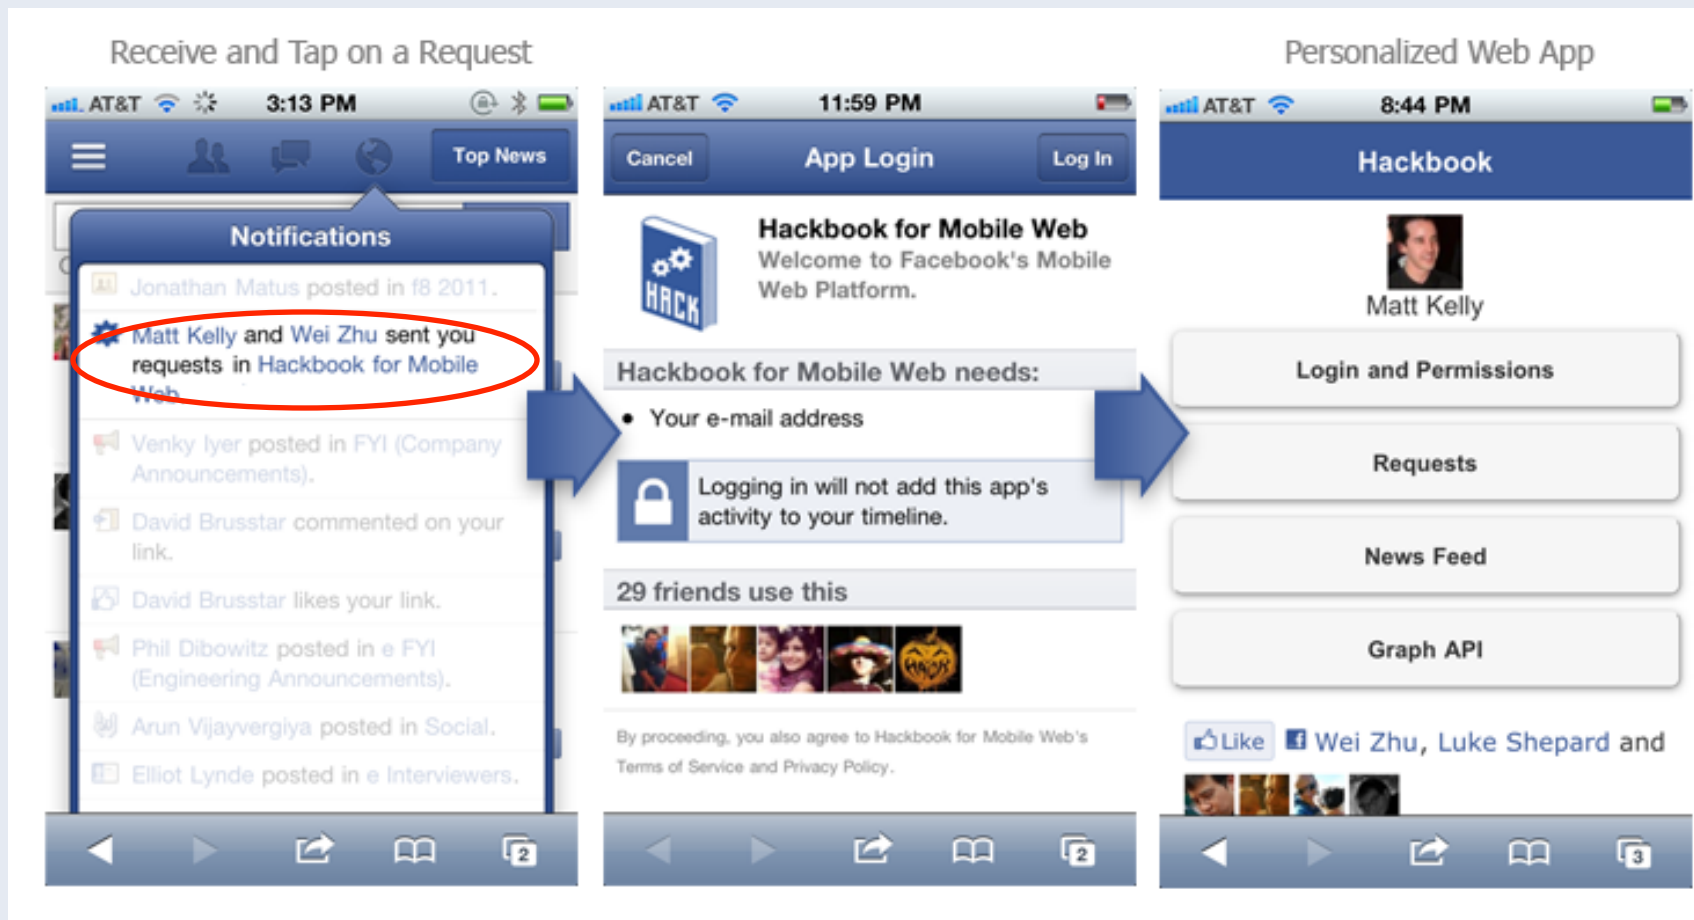 Receive and Tap on a Request
Personalized Web App
AT&T 3:13 PM
Top News
Notifications
Jonathan Matus posted in f8 2011.
Matt Kelly and Wei Zhu sent you
requests in Hackbook for Mobile
Web
Venky Iyer posted in FYI (Company
Announcements).
David Brusstar commented on your
link.
David Brusstar likes your link.
Phil Dibowitz posted in e FYI
(Engineering Announcements).
Arun Vijayvergiya posted in Social.
Elliot Lynde posted in e Interviewers.
2
AT&T 11:59 PM
Cancel App Login Log In
HACK
Hackbook for Mobile Web
Welcome to Facebook's Mobile
Web Platform.
Hackbook for Mobile Web needs:
• Your e-mail address
Logging in will not add this app's
activity to your timeline.
29 friends use this
By proceeding, you also agree to Hackbook for Mobile Web's
Terms of Service and Privacy Policy.
2
AT&T 8:44 PM
Hackbook
Matt Kelly
Login and Permissions
Requests
News Feed
Graph API
Like Wei Zhu, Luke Shepard and
3